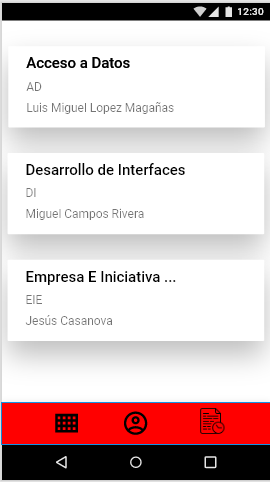 12:30
Acceso a Datos
AD
Luis Miguel Lopez Magañas
Desarrollo de Interfaces
DI
Miguel Campos Rivera
Empresa E Iniciativa ...
EIE
Jesús Casanova